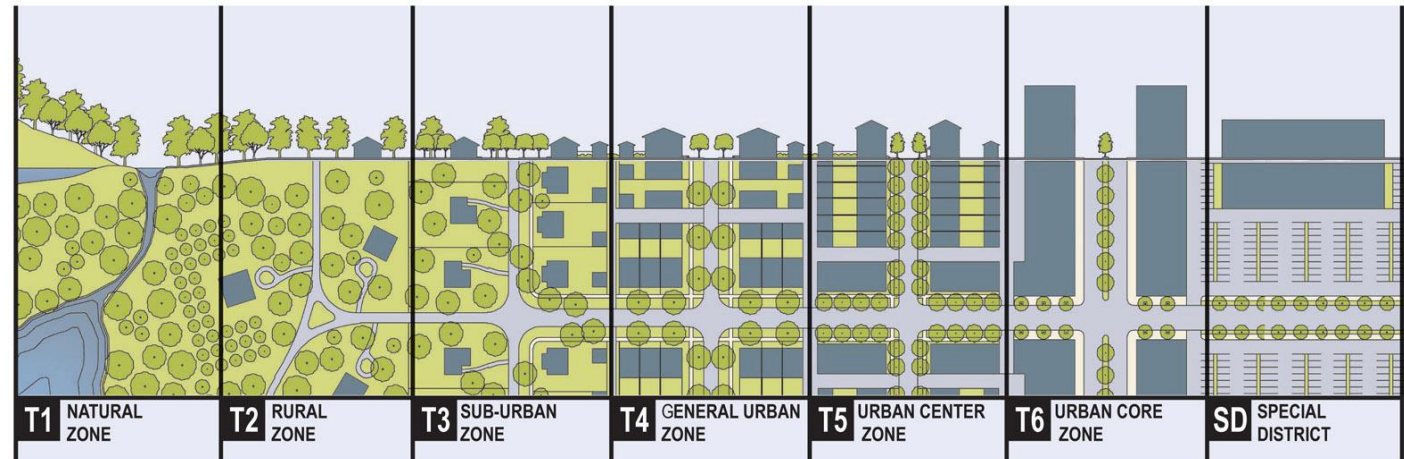 T1 NATURAL
ZONE
T2 RURAL
ZONE
T3 SUB-URBAN
ZONE
T4 GENERAL URBAN
ZONE
T5 URBAN CENTER
ZONE
T6 URBAN CORE
ZONE
SD SPECIAL
DISTRICT